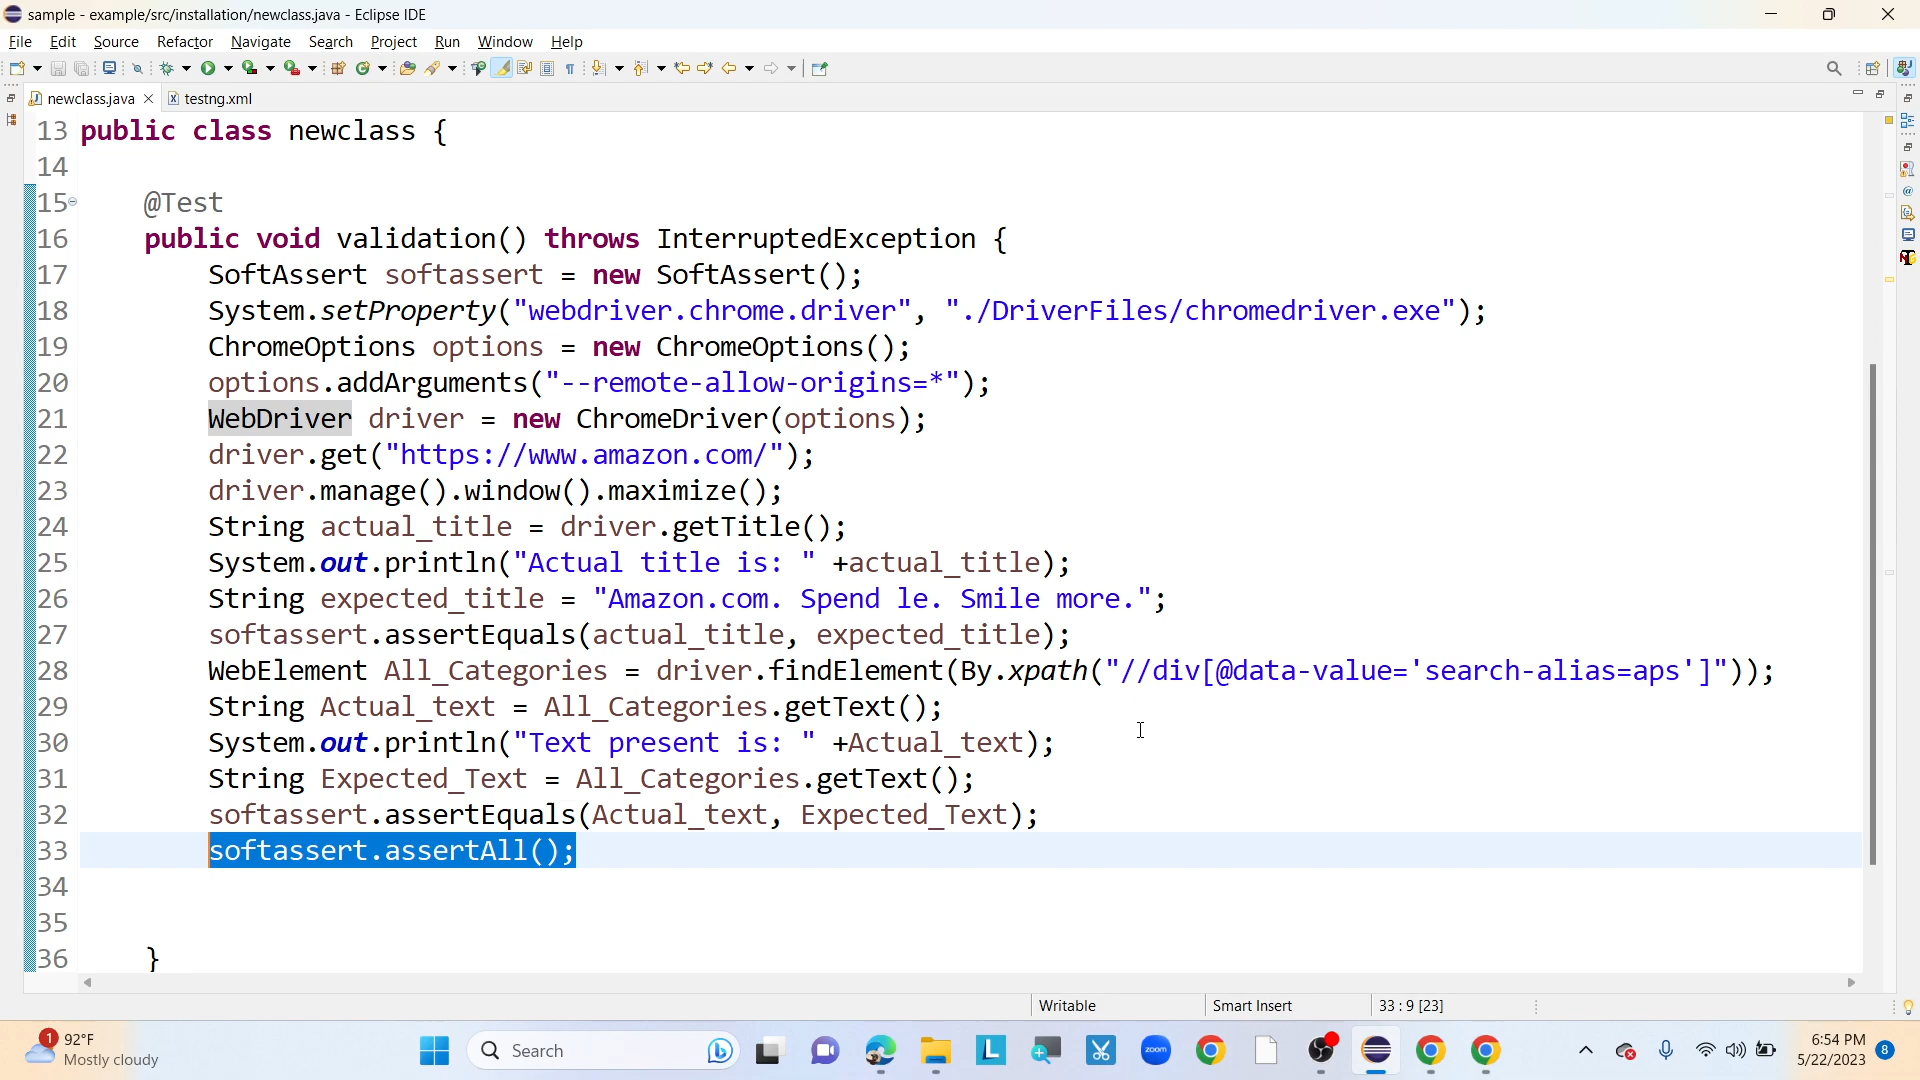 sample - example/src/installation/newclass.java - Eclipse IDE
File Edit Source Refactor Navigate Search Project Run Window Help
newclass.java testng.xml
13 public class newclass {
14
15 @Test
16 public void validation() throws InterruptedException {
17 SoftAssert softassert = new SoftAssert();
18 System.setProperty("webdriver.chrome.driver", "./DriverFiles/chromedriver.exe");
19 ChromeOptions options = new ChromeOptions();
20 options.addArguments("--remote-allow-origins=*");
21 WebDriver driver = new ChromeDriver(options);
22 driver.get("https://www.amazon.com/");
23 driver.manage().window().maximize();
24 String actual_title = driver.getTitle();
25 System.out.println("Actual title is: " +actual_title);
26 String expected_title = "Amazon.com. Spend le. Smile more.";
27 softassert.assertEquals(actual_title, expected_title);
28 WebElement All_Categories = driver.findElement(By.xpath("//div[@data-value='search-alias=aps']"));
29 String Actual_text = All_Categories.getText();
30 System.out.println("Text present is: " +Actual_text);
31 String Expected_Text = All_Categories.getText();
32 softassert.assertEquals(Actual_text, Expected_Text);
33 softassert.assertAll();
34
35
36 }
Writable Smart Insert 33 : 9 [23]
1 92°F
Mostly cloudy
Search
zoom
6:54 PM
5/22/2023 8